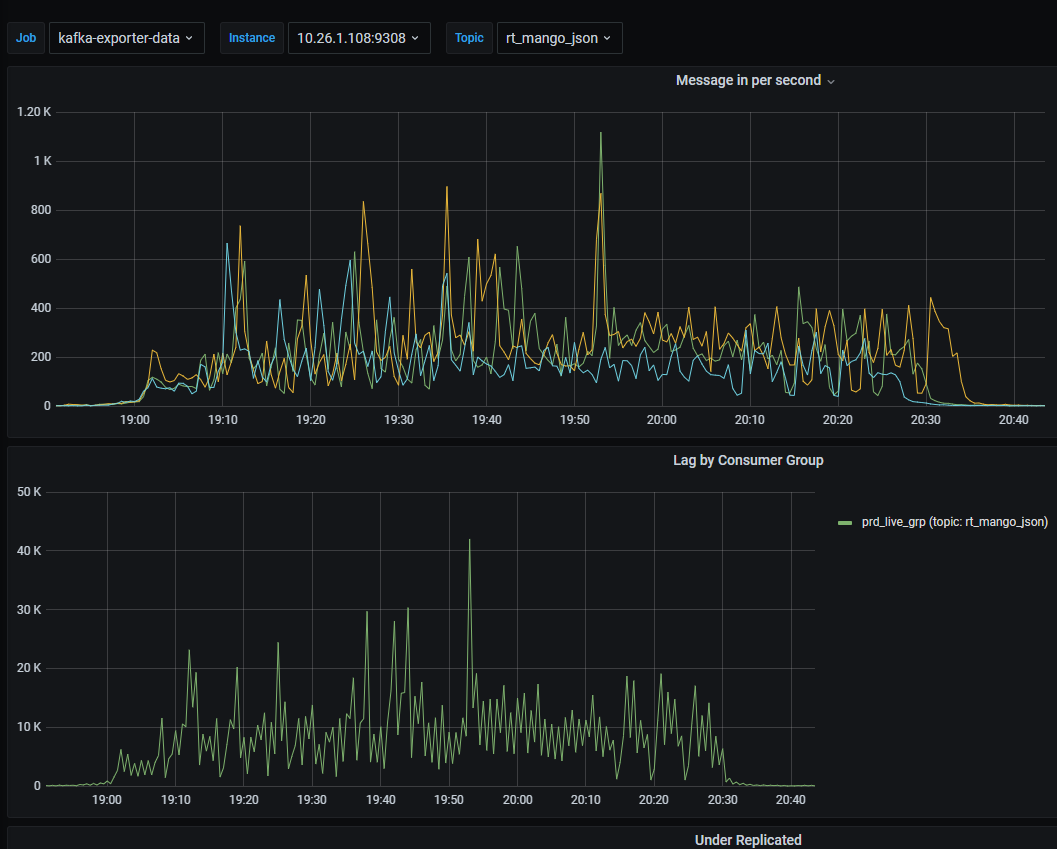 Job kafka-exporter-data Instance 10.26.1.108:9308 Topic rt_mango_json
Message in per second
1.20 K
1 K
800
600
400
200
0
19:00 19:10 19:20 19:30 19:40 19:50 20:00 20:10 20:20 20:30 20:40
Lag by Consumer Group
50 K
40 K
30 K
20 K
10 K
0
19:00 19:10 19:20 19:30 19:40 19:50 20:00 20:10 20:20 20:30 20:40
prd_live_grp (topic: rt_mango_json)
Under Replicated